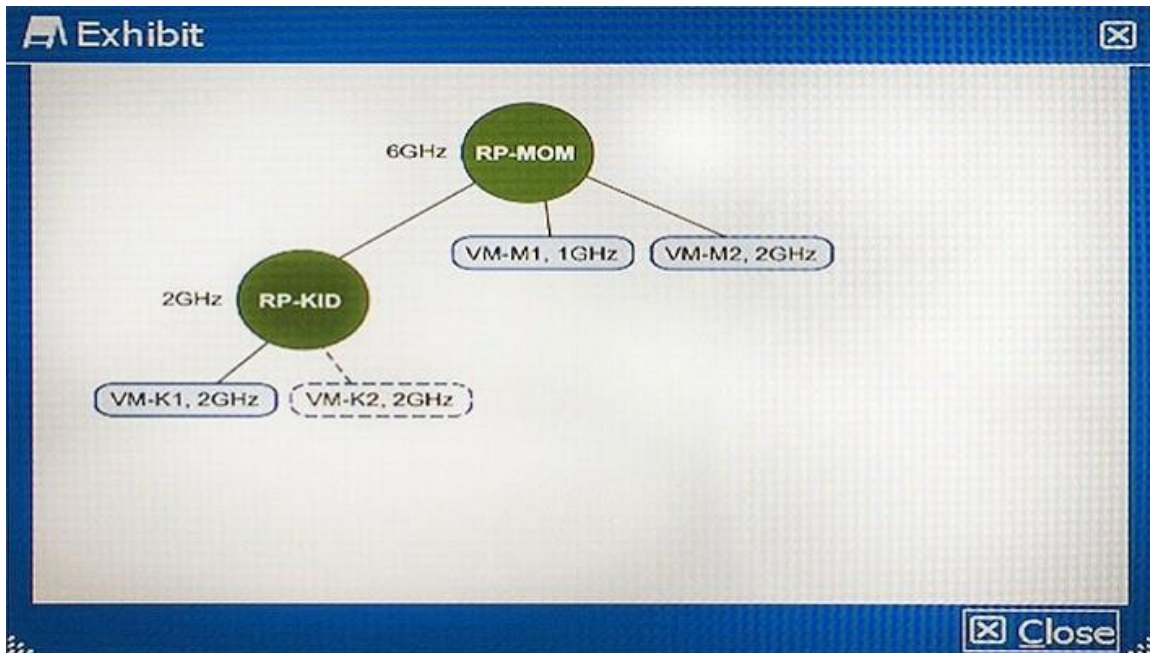 Exhibit
6GHz RP-MOM
VM-M1, 1GHz VM-M2, 2GHz
2GHz RP-KID
VM-K1, 2GHz VM-K2, 2GHz
Close